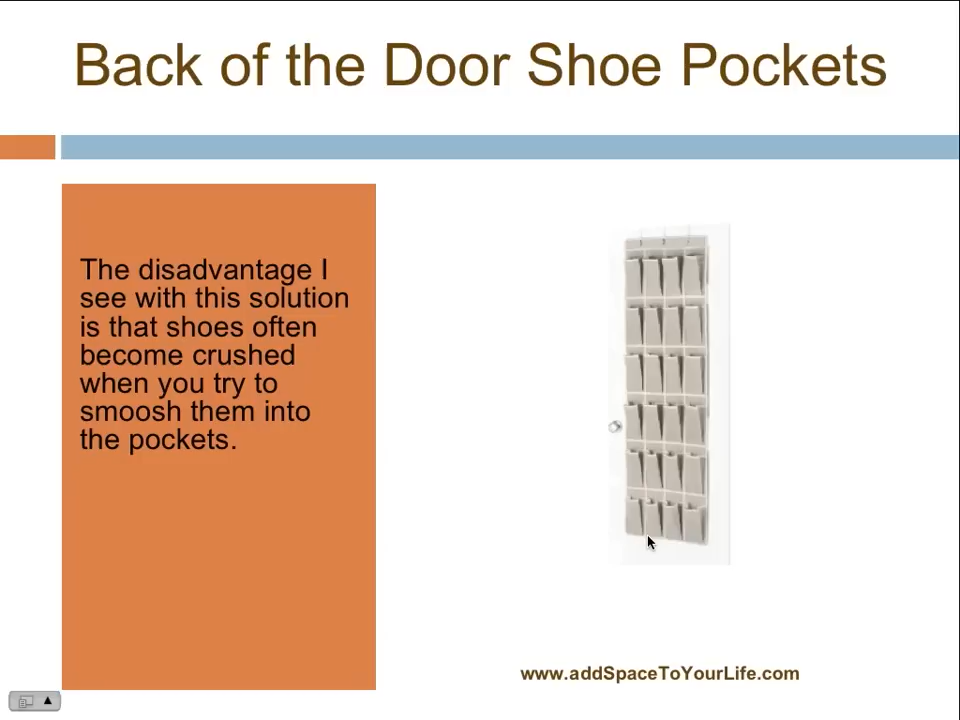 Back of the Door Shoe Pockets
The disadvantage I
see with this solution
is that shoes often
become crushed
when you try to
smoosh them into
the pockets.
www.addSpaceToYourLife.com